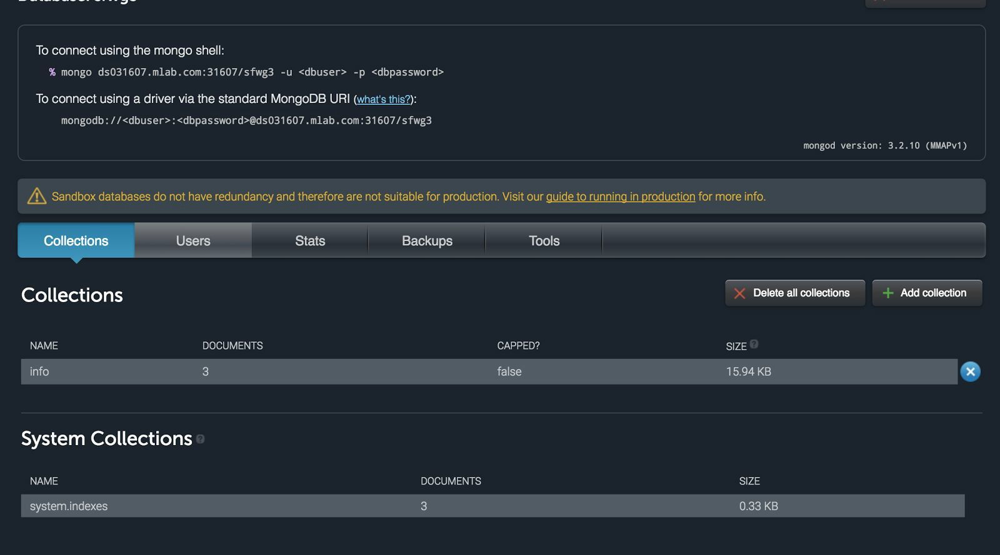 To connect using the mongo shell:
% mongo ds031607.mlab.com:31607/sfwg3 -u <dbuser> -p <dbpassword>
To connect using a driver via the standard MongoDB URI (what's this?):
mongodb://<dbuser>:<dbpassword>@ds031607.mlab.com:31607/sfwg3
mongod version: 3.2.10 (MMAPv1)
Sandbox databases do not have redundancy and therefore are not suitable for production. Visit our guide to running in production for more info.
Collections Users Stats Backups Tools
Collections Delete all collections Add collection
NAME DOCUMENTS CAPPED? SIZE ?
info 3 false 15.94 KB
System Collections ?
NAME DOCUMENTS SIZE
system.indexes 3 0.33 KB